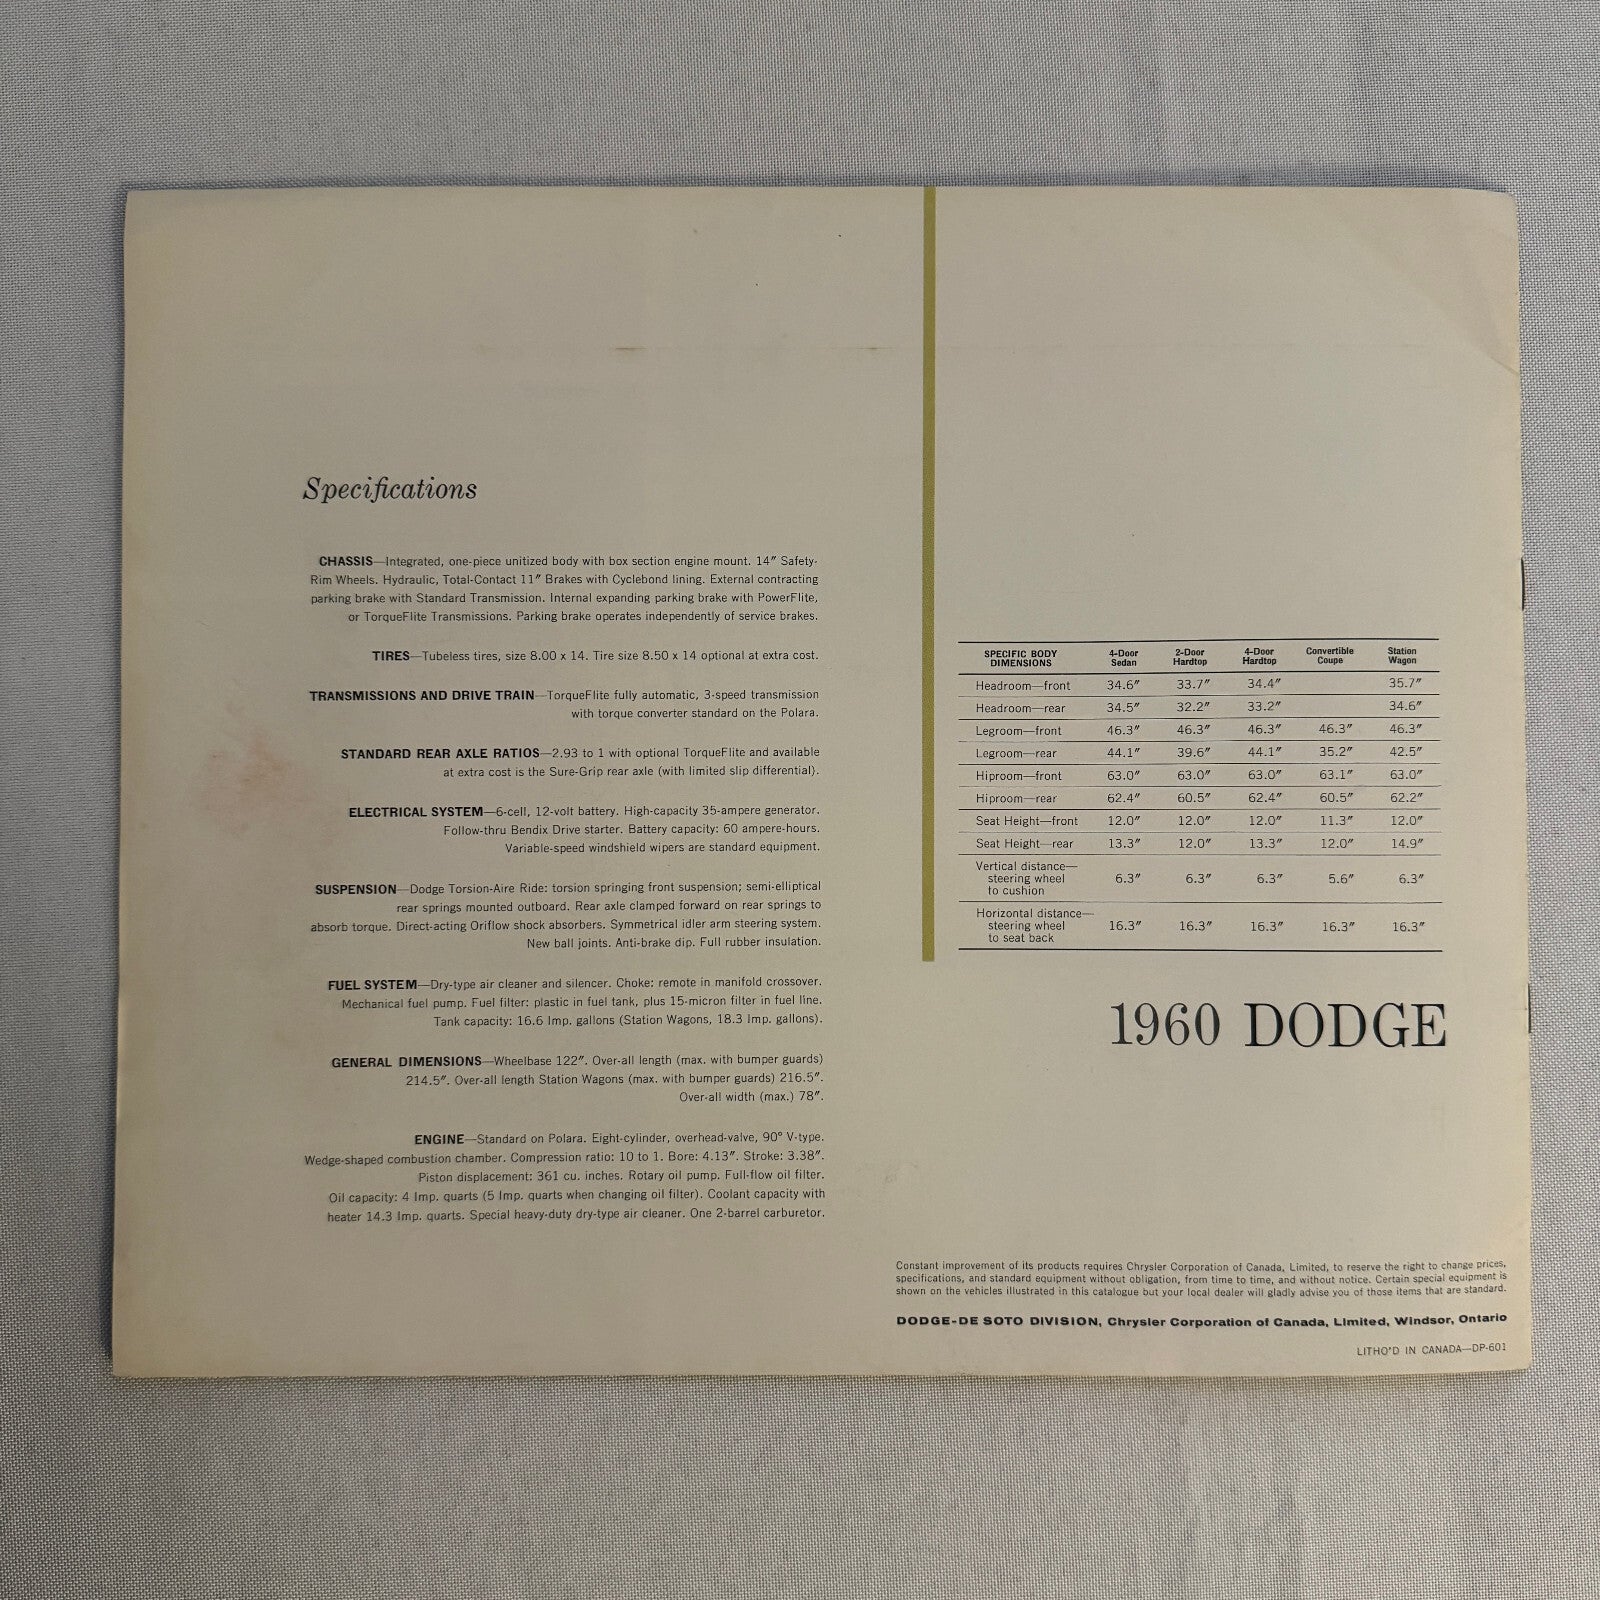 Specifications
CHASSIS—Integrated, one-piece unitized body with box section engine mount. 14″ Safety-
Rim Wheels. Hydraulic, Total-Contact 11″ Brakes with Cyclebond lining. External contracting
parking brake with Standard Transmission. Internal expanding parking brake with PowerFlite,
or TorqueFlite Transmissions. Parking brake operates independently of service brakes.
TIRES—Tubeless tires, size 8.00 x 14. Tire size 8.50 x 14 optional at extra cost.
TRANSMISSIONS AND DRIVE TRAIN—TorqueFlite fully automatic, 3-speed transmission
with torque converter standard on the Polara.
STANDARD REAR AXLE RATIOS—2.93 to 1 with optional TorqueFlite and available
at extra cost is the Sure-Grip rear axle (with limited slip differential).
ELECTRICAL SYSTEM—6-cell, 12-volt battery. High-capacity 35-ampere generator.
Follow-thru Bendix Drive starter. Battery capacity: 60 ampere-hours.
Variable-speed windshield wipers are standard equipment.
SUSPENSION—Dodge Torsion-Aire Ride: torsion springing front suspension; semi-elliptical
rear springs mounted outboard. Rear axle clamped forward on rear springs to
absorb torque. Direct-acting Oriflow shock absorbers. Symmetrical idler arm steering system.
New ball joints. Anti-brake dip. Full rubber insulation.
FUEL SYSTEM—Dry-type air cleaner and silencer. Choke: remote in manifold crossover.
Mechanical fuel pump. Fuel filter: plastic in fuel tank, plus 15-micron filter in fuel line.
Tank capacity: 16.6 Imp. gallons (Station Wagons, 18.3 Imp. gallons).
GENERAL DIMENSIONS—Wheelbase 122″. Over-all length (max. with bumper guards)
214.5″. Over-all length Station Wagons (max. with bumper guards) 216.5″.
Over-all width (max.) 78″.
ENGINE—Standard on Polara. Eight-cylinder, overhead-valve, 90° V-type.
Wedge-shaped combustion chamber. Compression ratio: 10 to 1. Bore: 4.13″. Stroke: 3.38″.
Piston displacement: 361 cu. inches. Rotary oil pump. Full-flow oil filter.
Oil capacity: 4 Imp. quarts (5 Imp. quarts when changing oil filter). Coolant capacity with
heater 14.3 Imp. quarts. Special heavy-duty dry-type air cleaner. One 2-barrel carburetor.
SPECIFIC BODY DIMENSIONS 4-Door Sedan 2-Door Hardtop 4-Door Hardtop Convertible Coupe Station Wagon
Headroom—front 34.6″ 33.7″ 34.4″ 35.7″
Headroom—rear 34.5″ 32.2″ 33.2″ 34.6″
Legroom—front 46.3″ 46.3″ 46.3″ 46.3″ 46.3″
Legroom—rear 44.1″ 39.6″ 44.1″ 35.2″ 42.5″
Hiproom—front 63.0″ 63.0″ 63.0″ 63.1″ 63.0″
Hiproom—rear 62.4″ 60.5″ 62.4″ 60.5″ 62.2″
Seat Height—front 12.0″ 12.0″ 12.0″ 11.3″ 12.0″
Seat Height—rear 13.3″ 12.0″ 13.3″ 12.0″ 14.9″
Vertical distance—
steering wheel 6.3″ 6.3″ 6.3″ 5.6″ 6.3″
to cushion
Horizontal distance—
steering wheel 16.3″ 16.3″ 16.3″ 16.3″ 16.3″
to seat back
1960 DODGE
Constant improvement of its products requires Chrysler Corporation of Canada, Limited, to reserve the right to change prices,
specifications, and standard equipment without obligation, from time to time, and without notice. Certain special equipment is
shown on the vehicles illustrated in this catalogue but your local dealer will gladly advise you of those items that are standard.
DODGE-DE SOTO DIVISION, Chrysler Corporation of Canada, Limited, Windsor, Ontario
LITHO'D IN CANADA—DP-601